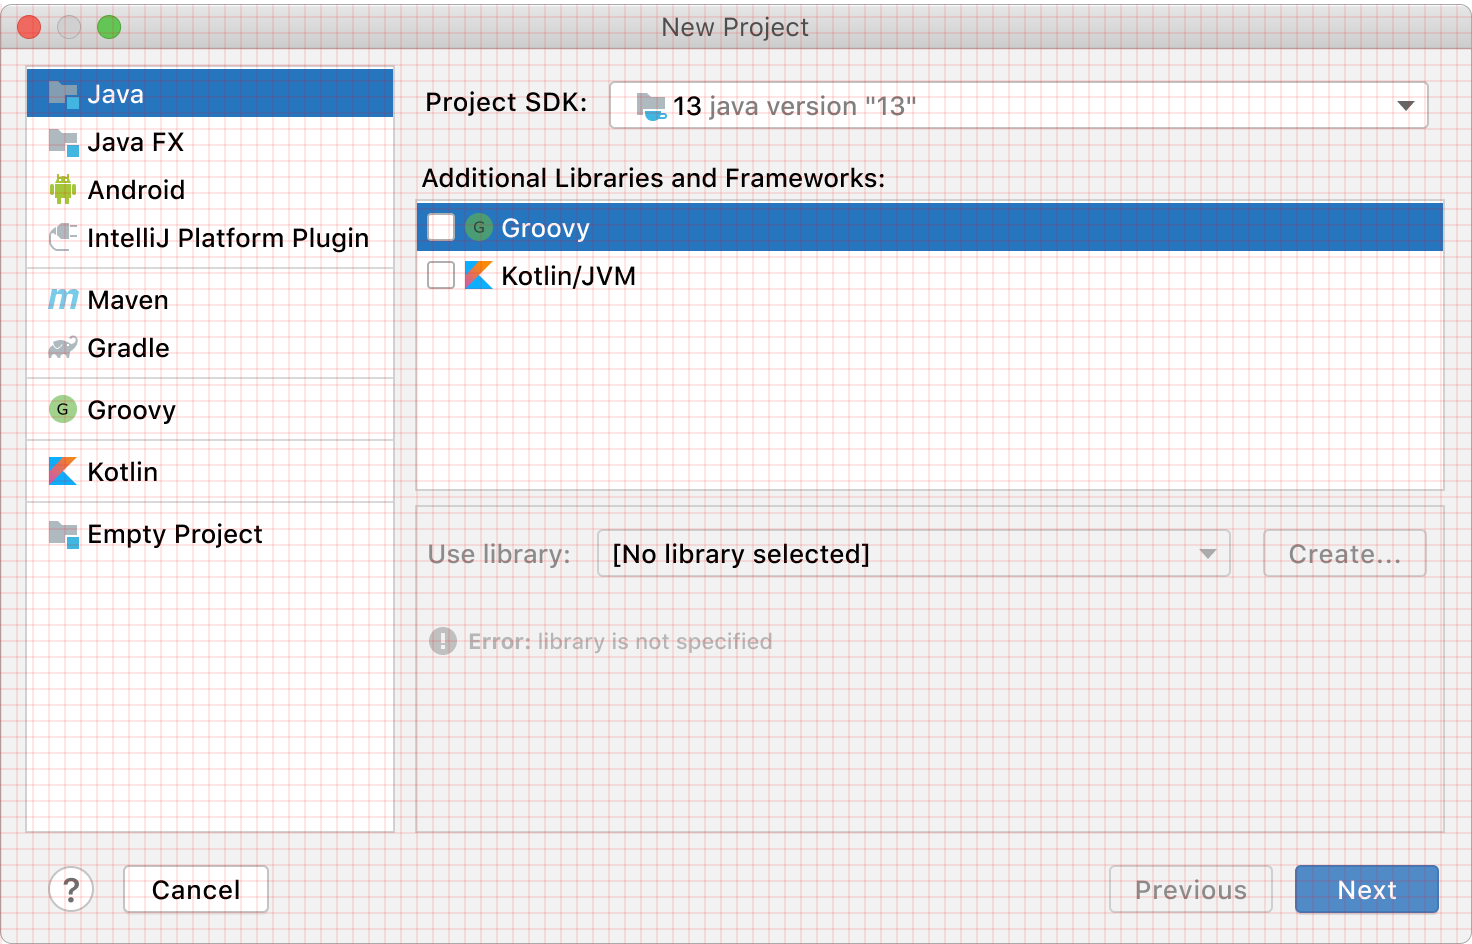 New Project
Java
Java FX
Android
IntelliJ Platform Plugin
m Maven
Gradle
G Groovy
Kotlin
Empty Project
Project SDK: 13 java version "13"
Additional Libraries and Frameworks:
G Groovy
Kotlin/JVM
Use library: [No library selected] Create...
! Error: library is not specified
? Cancel Previous Next